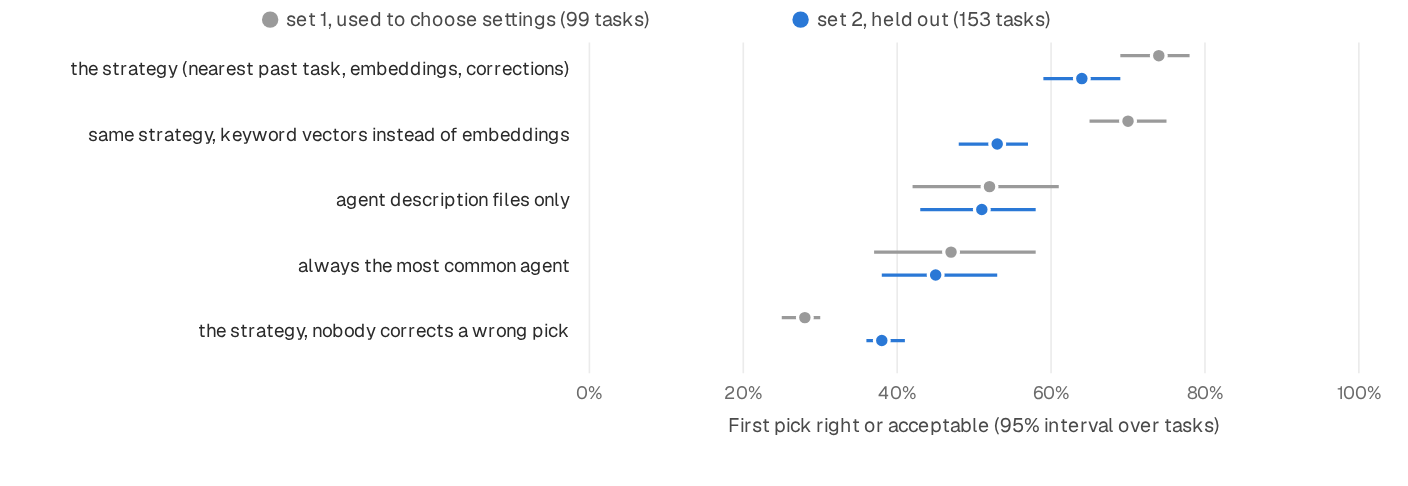 set 1, used to choose settings (99 tasks)
set 2, held out (153 tasks)
the strategy (nearest past task, embeddings, corrections)
same strategy, keyword vectors instead of embeddings
agent description files only
always the most common agent
the strategy, nobody corrects a wrong pick
0%
20%
40%
60%
80%
100%
First pick right or acceptable (95% interval over tasks)